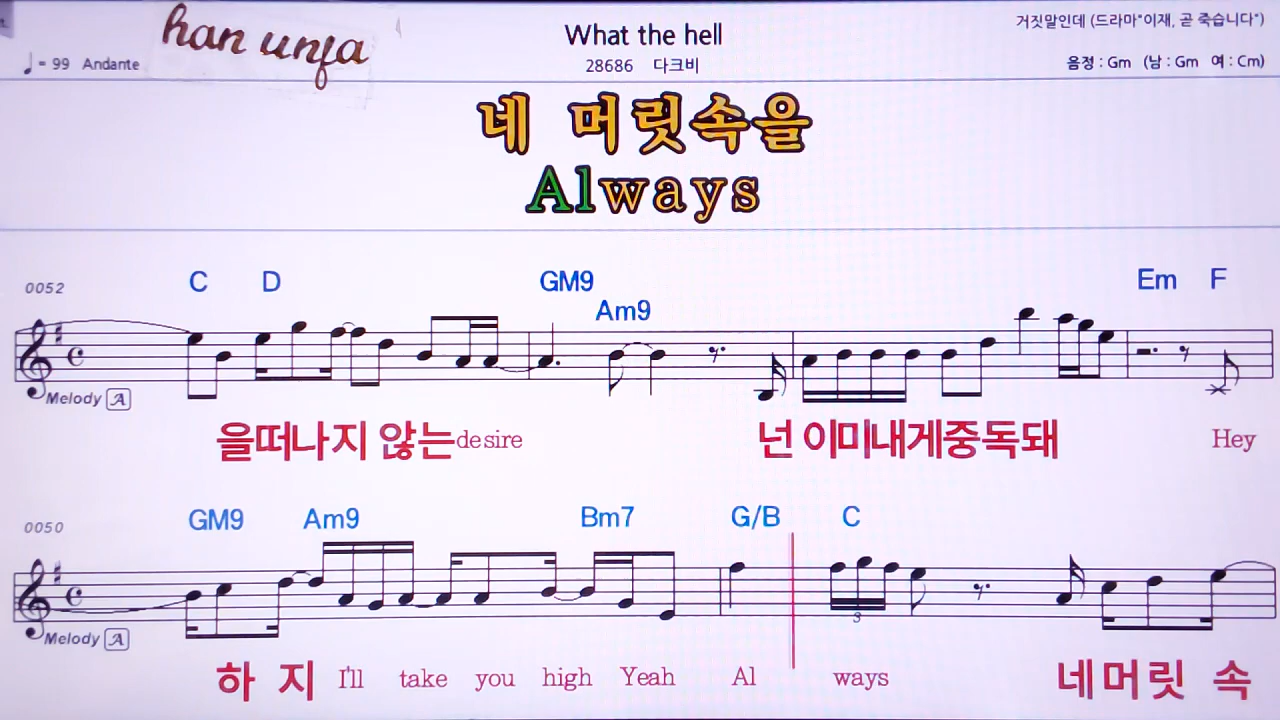 han unfa
What the hell
거짓말인데 (드라마"이재, 곧 죽습니다")
♩= 99 Andante
28686 다크비
음정 : Gm (남 : Gm 여 : Cm)
네 머릿속을
Always
0052
C D GM9 Am9 Em F
Melody A
을떠나지 않는desire 넌 이미내게중독돼 Hey
0050
GM9 Am9 Bm7 G/B C
3
Melody A
하 지 I'll take you high Yeah Al ways 네머릿 속